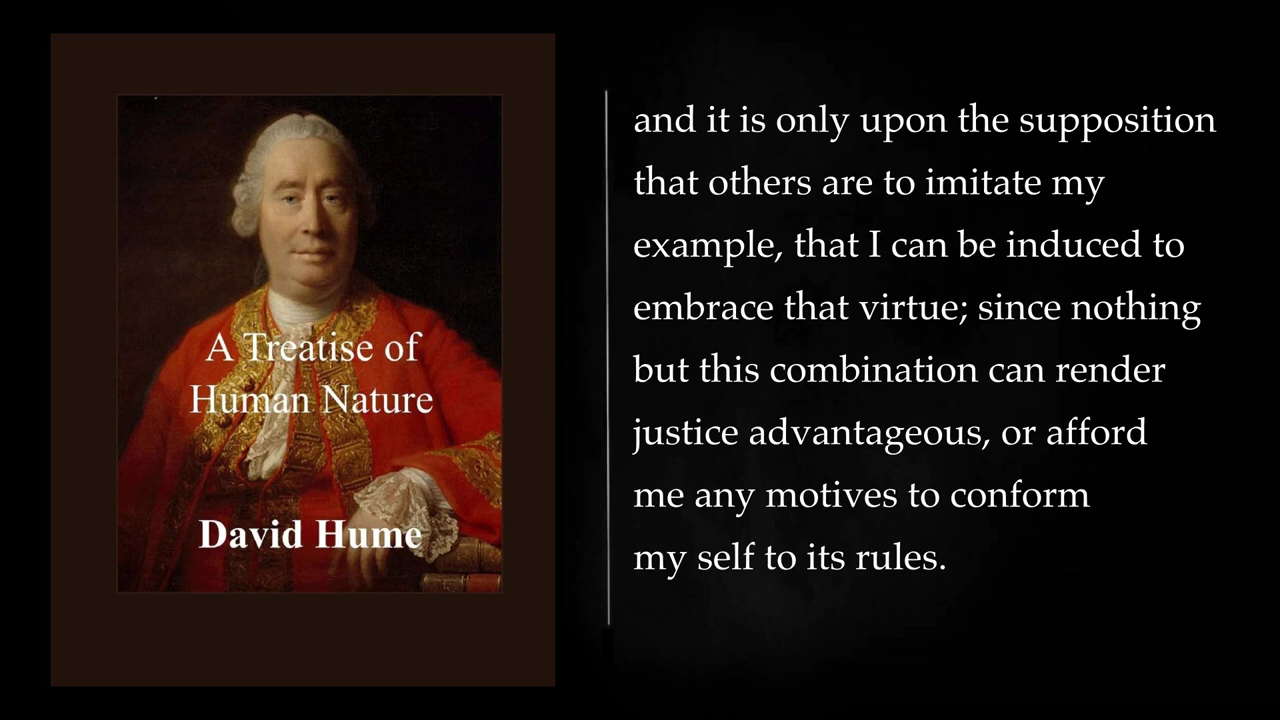 A Treatise of
Human Nature
David Hume
and it is only upon the supposition
that others are to imitate my
example, that I can be induced to
embrace that virtue; since nothing
but this combination can render
justice advantageous, or afford
me any motives to conform
my self to its rules.